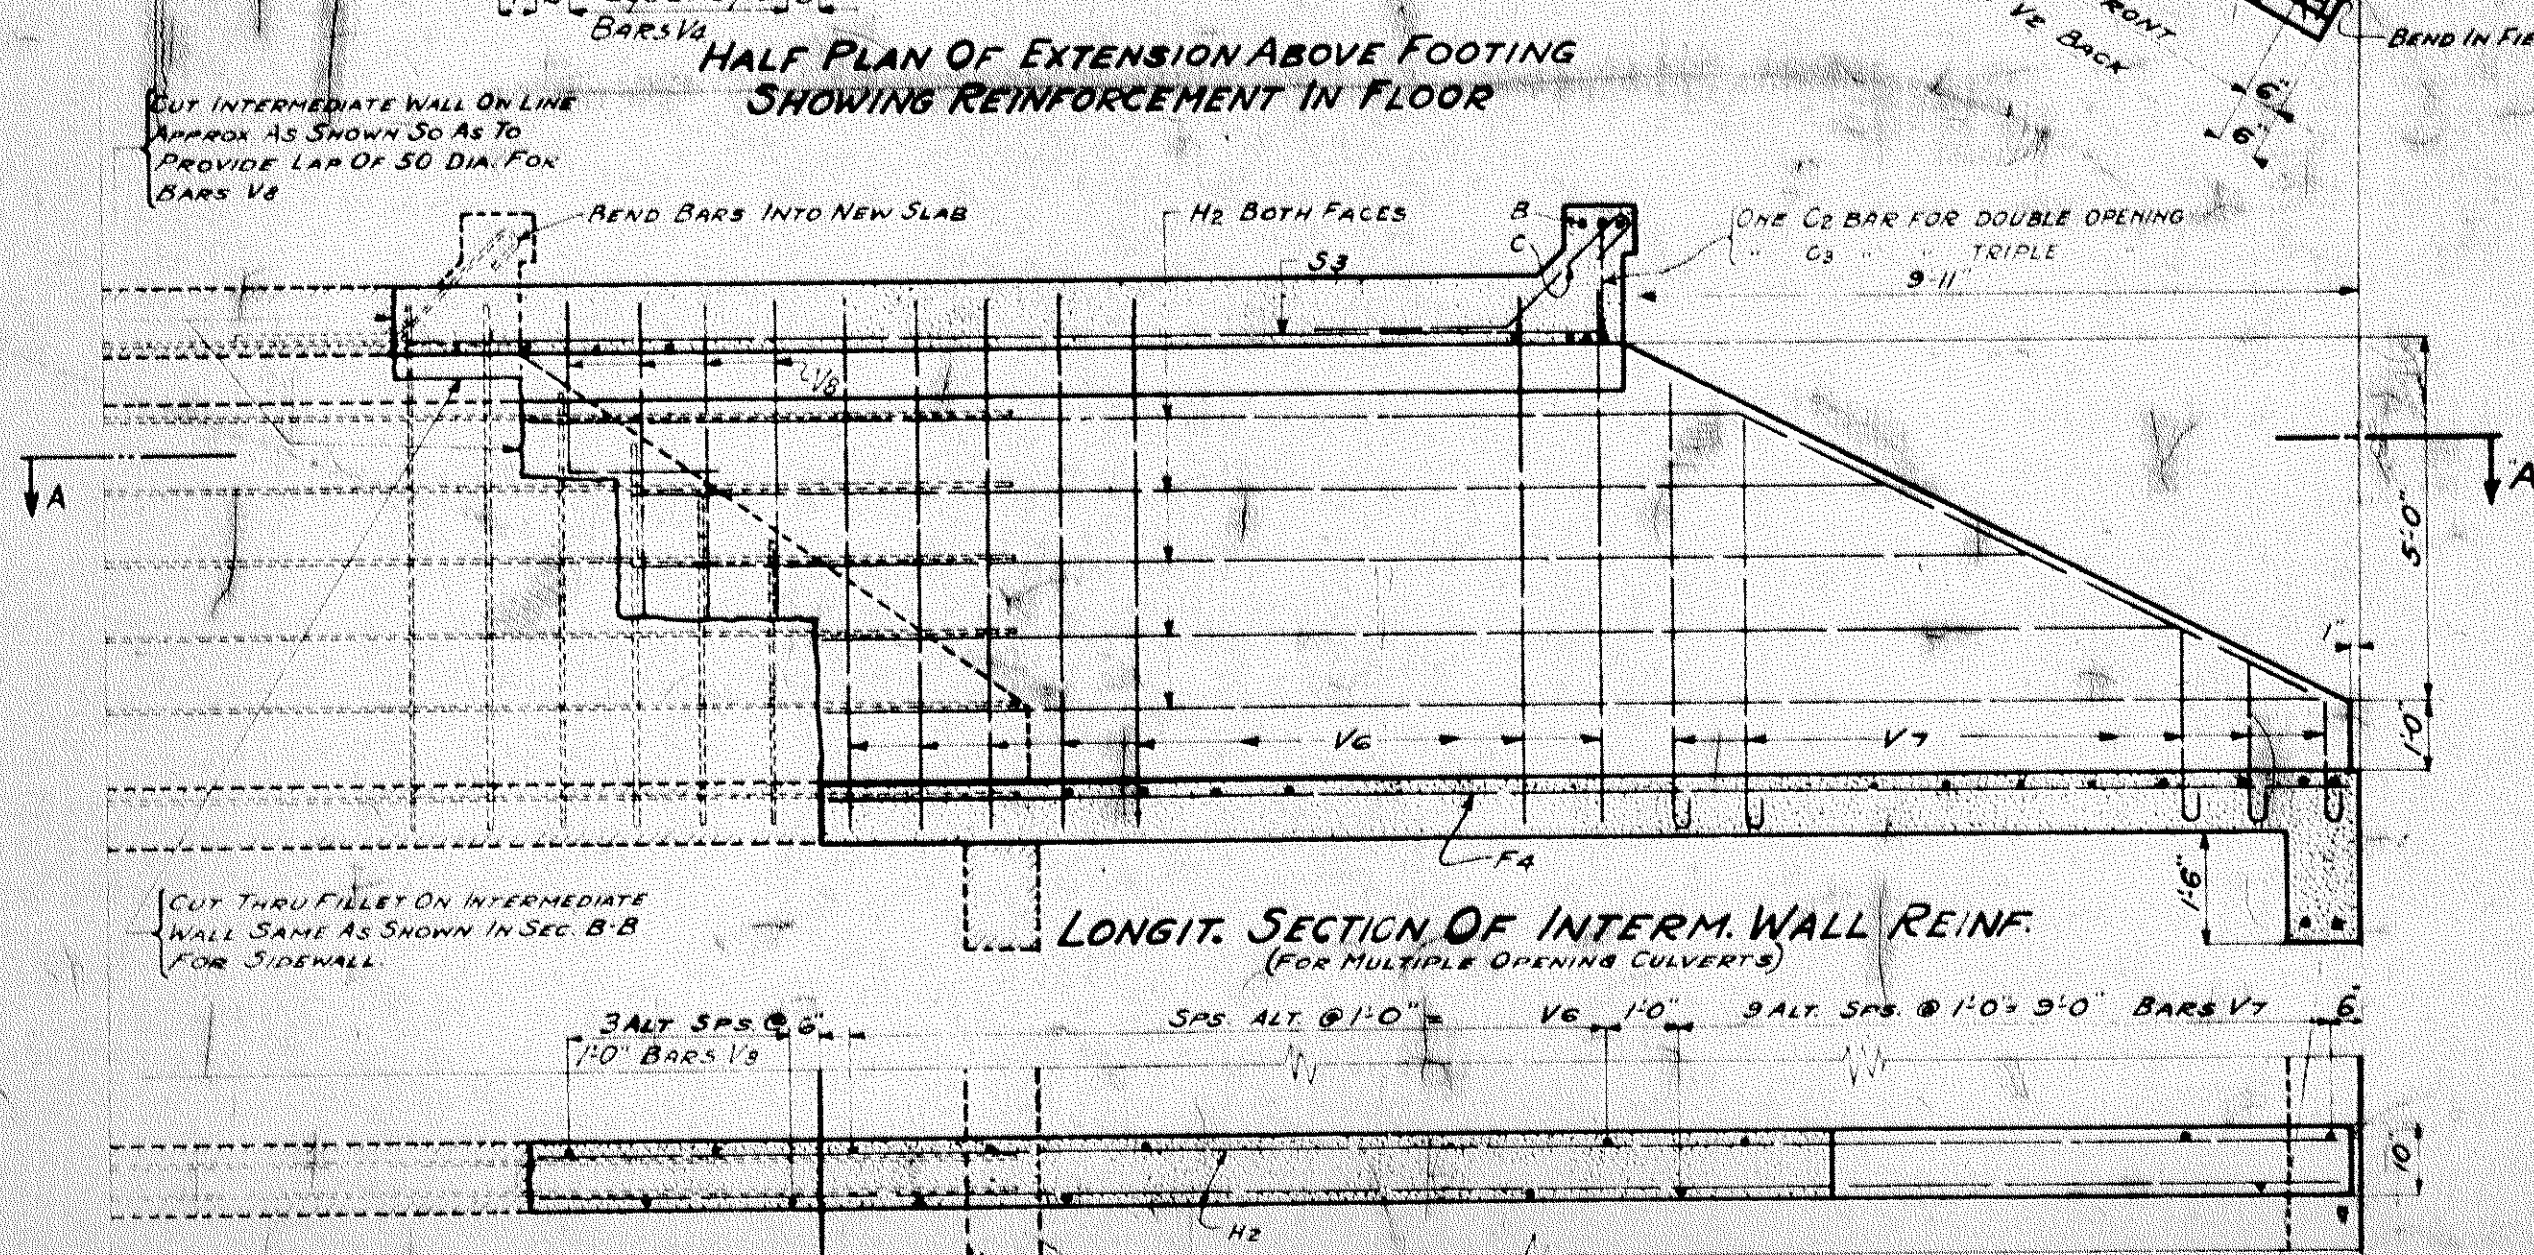 BARS V4
HALF PLAN OF EXTENSION ABOVE FOOTING
SHOWING REINFORCEMENT IN FLOOR
RONT
V2 BACK
BEND IN FIE
6"
6"
CUT INTERMEDIATE WALL ON LINE
APPROX AS SHOWN SO AS TO
PROVIDE LAP OF 50 DIA. FOR
BARS V8
BEND BARS INTO NEW SLAB
H2 BOTH FACES
S3
B
C
ONE C2 BAR FOR DOUBLE OPENING
" C3 " " TRIPLE "
9-11"
V8
A
A
5'-0"
1"
1'-0"
V6
V7
F4
1'-6"
CUT THRU FILLET ON INTERMEDIATE
WALL SAME AS SHOWN IN SEC. B-B
FOR SIDEWALL.
LONGIT. SECTION OF INTERM. WALL REINF.
(FOR MULTIPLE OPENING CULVERTS)
3 ALT SPS @ 6"
1'-0" BARS V9
SPS. ALT. @ 1'-0" =
V6
1'-0"
9 ALT. SPS. @ 1'-0" = 9'-0" BARS V7
6"
10"
H2